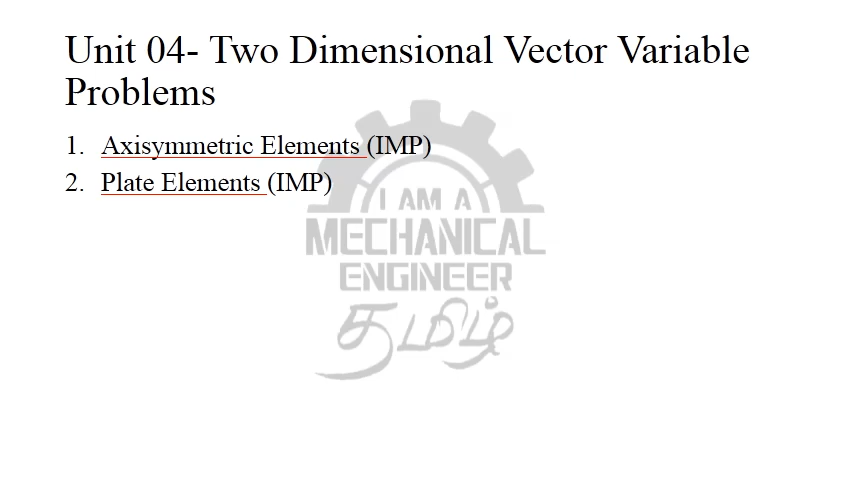 Unit 04- Two Dimensional Vector Variable
Problems
1. Axisymmetric Elements (IMP)
2. Plate Elements (IMP)
I AM A
MECHANICAL
ENGINEER
தமிழ்